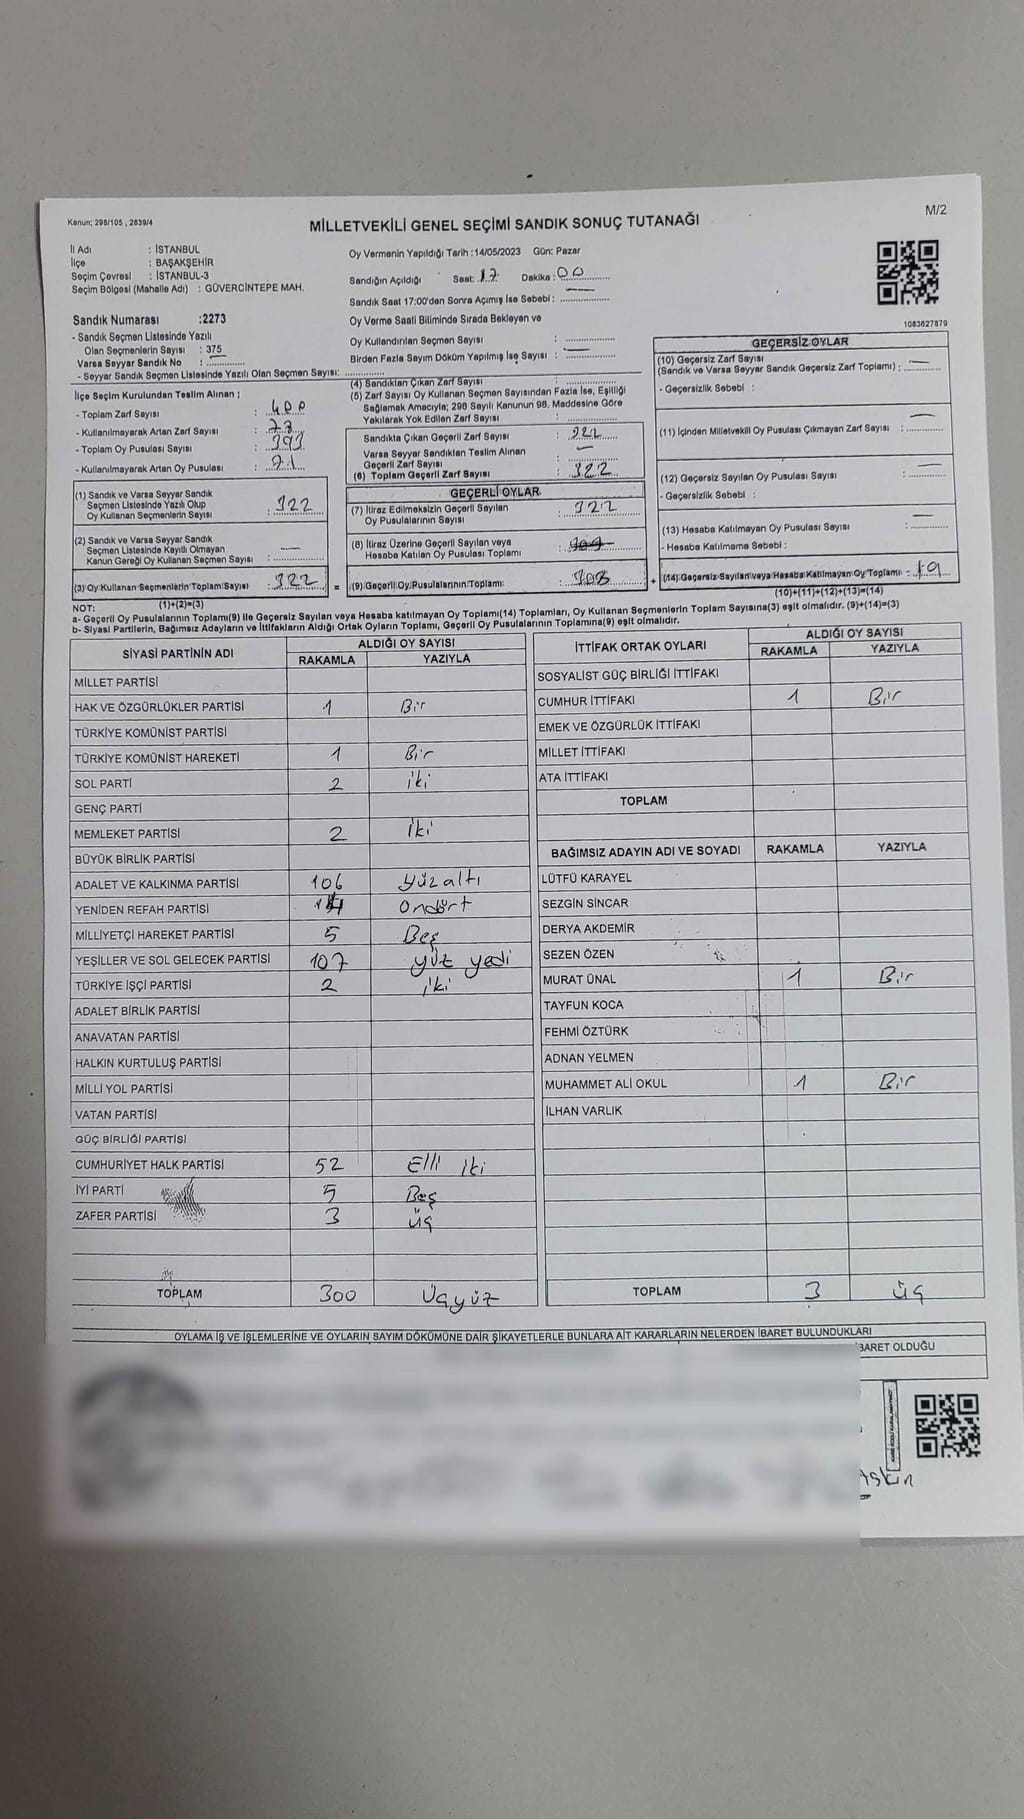 Kanun; 298/105 , 2839/4
MİLLETVEKİLİ GENEL SEÇİMİ SANDIK SONUÇ TUTANAĞI
M/2
İl Adı : İSTANBUL
İlçe : BAŞAKŞEHİR
Seçim Çevresi : İSTANBUL-3
Seçim Bölgesi (Mahalle Adı) : GÜVERCİNTEPE MAH.
Sandık Numarası :2273
- Sandık Seçmen Listesinde Yazılı
Olan Seçmenlerin Sayısı : 375
Varsa Seyyar Sandık No :
- Seyyar Sandık Seçmen Listesinde Yazılı Olan Seçmen Sayısı:
Oy Vermenin Yapıldığı Tarih :14/05/2023 Gün: Pazar
Sandığın Açıldığı Saat: 17 Dakika : 00
Sandık Saat 17:00'den Sonra Açımış İse Sebebi :
Oy Verme Saati Bitiminde Sırada Bekleyen ve
Oy Kullandırılan Seçmen Sayısı :
Birden Fazla Sayım Döküm Yapılmış İse Sayısı :
1083627879
İlçe Seçim Kurulundan Teslim Alınan ;
- Toplam Zarf Sayısı : 400
- Kullanılmayarak Artan Zarf Sayısı :
- Toplam Oy Pusulası Sayısı : 393
- Kullanılmayarak Artan Oy Pusulası : 71
(1) Sandık ve Varsa Seyyar Sandık
Seçmen Listesinde Yazılı Olup
Oy Kullanan Seçmenlerin Sayısı : 322
(2) Sandık ve Varsa Seyyar Sandık
Seçmen Listesinde Kayıtlı Olmayan
Kanun Gereği Oy Kullanan Seçmen Sayısı : —
(3) Oy Kullanan Seçmenlerin Toplam Sayısı : 322
(1)+(2)=(3)
(4) Sandıktan Çıkan Zarf Sayısı :
(5) Zarf Sayısı Oy Kullanan Seçmen Sayısından Fazla İse, Eşitliği
Sağlamak Amacıyla; 298 Sayılı Kanunun 98. Maddesine Göre
Yakılarak Yok Edilen Zarf Sayısı :
Sandıkta Çıkan Geçerli Zarf Sayısı : 322
Varsa Seyyar Sandıktan Teslim Alınan
Geçerli Zarf Sayısı : —
(6) Toplam Geçerli Zarf Sayısı : 322
GEÇERLİ OYLAR
(7) İtiraz Edilmeksizin Geçerli Sayılan
Oy Pusulalarının Sayısı : 322
(8) İtiraz Üzerine Geçerli Sayılan veya
Hesaba Katılan Oy Pusulası Toplamı :
= (9) Geçerli Oy Pusulalarının Toplamı: 303
GEÇERSİZ OYLAR
(10) Geçersiz Zarf Sayısı
(Sandık ve Varsa Seyyar Sandık Geçersiz Zarf Toplamı) : —
- Geçersizlik Sebebi :
(11) İçinden Milletvekili Oy Pusulası Çıkmayan Zarf Sayısı : —
(12) Geçersiz Sayılan Oy Pusulası Sayısı : —
- Geçersizlik Sebebi :
(13) Hesaba Katılmayan Oy Pusulası Sayısı : —
- Hesaba Katılmama Sebebi :
+ (14) Geçersiz Sayılan veya Hesaba Katılmayan Oy Toplamı : 19
(10)+(11)+(12)+(13)=(14)
NOT:
a- Geçerli Oy Pusulalarının Toplamı(9) ile Geçersiz Sayılan veya Hesaba katılmayan Oy Toplamı(14) Toplamları, Oy Kullanan Seçmenlerin Toplam Sayısına(3) eşit olmalıdır. (9)+(14)=(3)
b- Siyasi Partilerin, Bağımsız Adayların ve İttifakların Aldığı Ortak Oyların Toplamı, Geçerli Oy Pusulalarının Toplamına(9) eşit olmalıdır.
SİYASİ PARTİNİN ADI ALDIĞI OY SAYISI
RAKAMLA YAZIYLA
MİLLET PARTİSİ
HAK VE ÖZGÜRLÜKLER PARTİSİ 1 Bir
TÜRKİYE KOMÜNİST PARTİSİ
TÜRKİYE KOMÜNİST HAREKETİ 1 Bir
SOL PARTİ 2 iki
GENÇ PARTİ
MEMLEKET PARTİSİ 2 iki
BÜYÜK BİRLİK PARTİSİ
ADALET VE KALKINMA PARTİSİ 106 yüzaltı
YENİDEN REFAH PARTİSİ 14 Ondört
MİLLİYETÇİ HAREKET PARTİSİ 5 Beş
YEŞİLLER VE SOL GELECEK PARTİSİ 107 yüz yedi
TÜRKİYE İŞÇİ PARTİSİ 2 iki
ADALET BİRLİK PARTİSİ
ANAVATAN PARTİSİ
HALKIN KURTULUŞ PARTİSİ
MİLLİ YOL PARTİSİ
VATAN PARTİSİ
GÜÇ BİRLİĞİ PARTİSİ
CUMHURİYET HALK PARTİSİ 52 Elli iki
İYİ PARTİ 5 Beş
ZAFER PARTİSİ 3 üç
TOPLAM 300 Üçyüz
İTTİFAK ORTAK OYLARI ALDIĞI OY SAYISI
RAKAMLA YAZIYLA
SOSYALİST GÜÇ BİRLİĞİ İTTİFAKI
CUMHUR İTTİFAKI 1 Bir
EMEK VE ÖZGÜRLÜK İTTİFAKI
MİLLET İTTİFAKI
ATA İTTİFAKI
TOPLAM
BAĞIMSIZ ADAYIN ADI VE SOYADI RAKAMLA YAZIYLA
LÜTFÜ KARAYEL
SEZGİN SİNCAR
DERYA AKDEMİR
SEZEN ÖZEN
MURAT ÜNAL 1 Bir
TAYFUN KOCA
FEHMİ ÖZTÜRK
ADNAN YELMEN
MUHAMMET ALİ OKUL 1 Bir
İLHAN VARLIK
TOPLAM 3 üç
OYLAMA İŞ VE İŞLEMLERİNE VE OYLARIN SAYIM DÖKÜMÜNE DAİR ŞİKAYETLERLE BUNLARA AİT KARARLARIN NELERDEN İBARET BULUNDUKLARI
BARET OLDUĞU